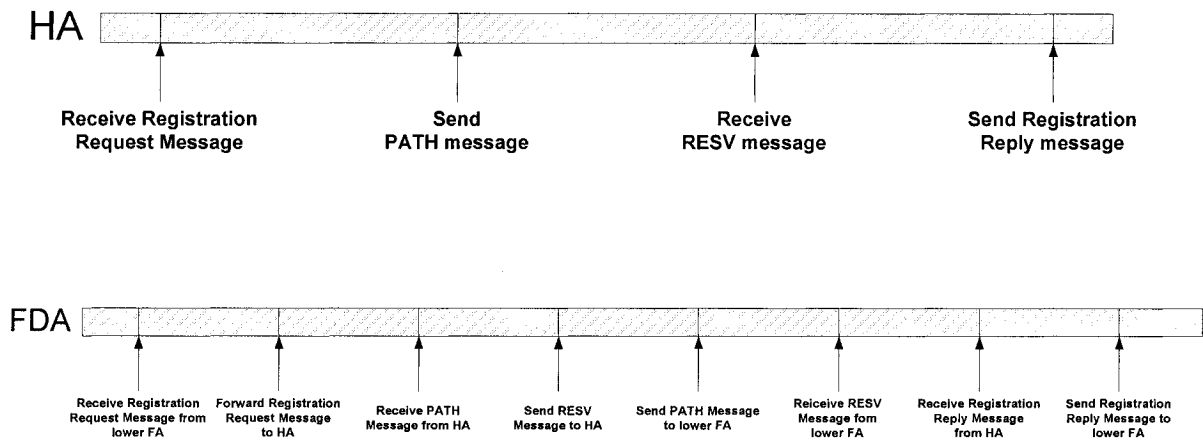 HA
Receive Registration
Request Message
Send
PATH message
Receive
RESV message
Send Registration
Reply message
FDA
Receive Registration
Request Message from
lower FA
Forward Registration
Request Message
to HA
Receive PATH
Message from HA
Send RESV
Message to HA
Send PATH Message
to lower FA
Reiceive RESV
Message fom
lower FA
Receive Registration
Reply Message
from HA
Send Registration
Reply Message to
lower FA